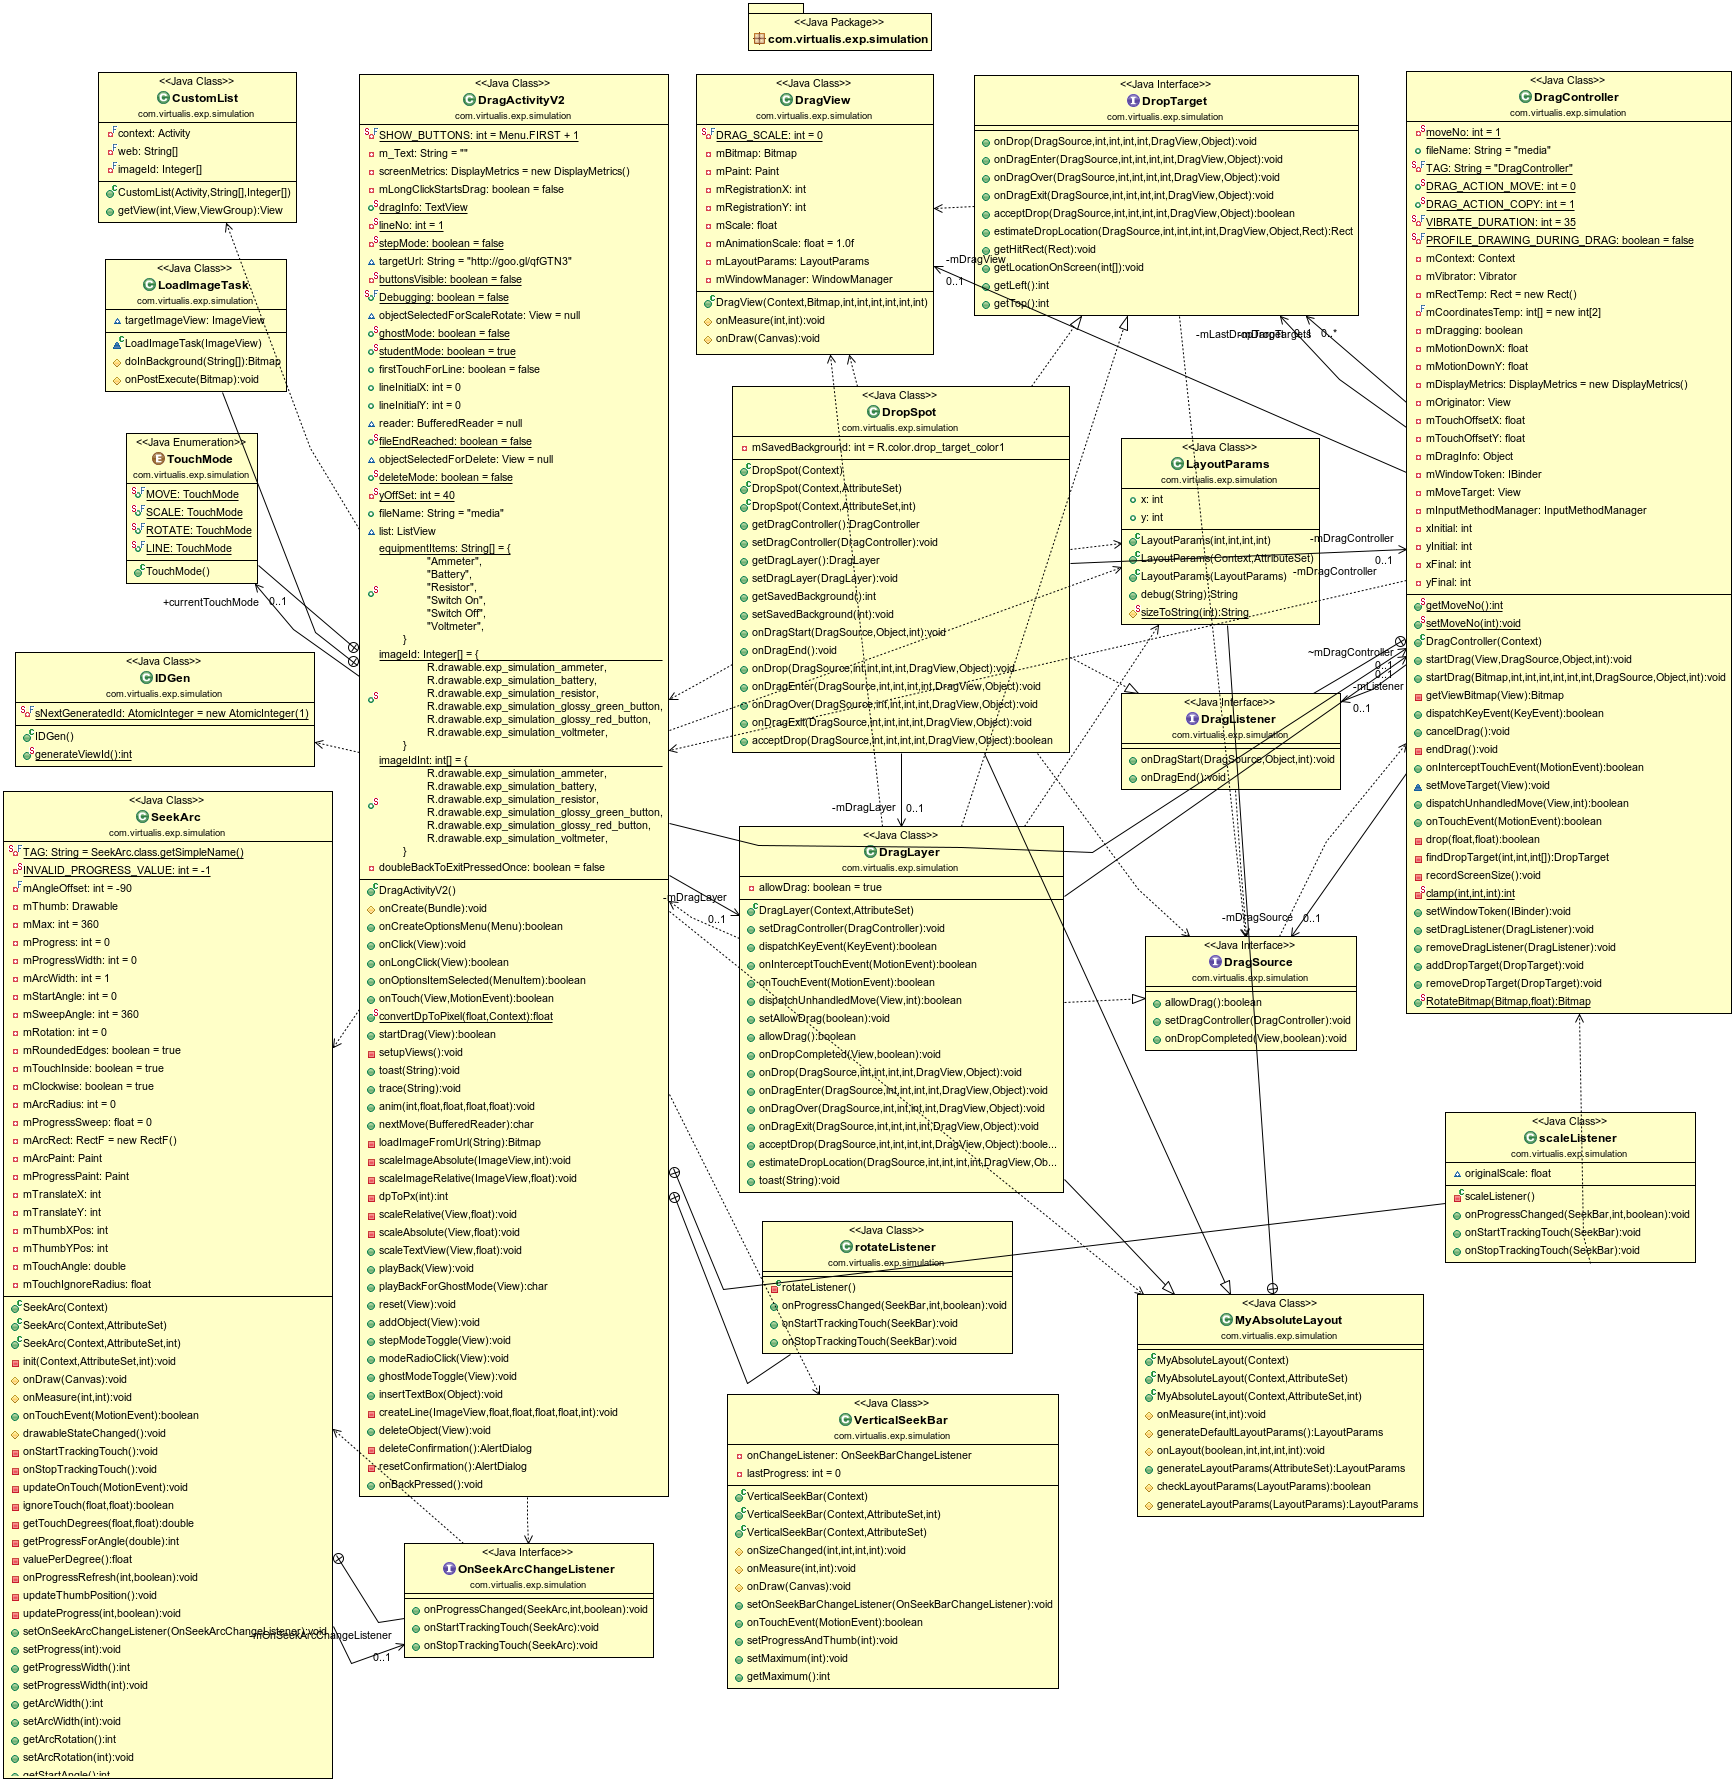 <<Java Package>>
com.virtualis.exp.simulation
<<Java Class>>
CustomList
com.virtualis.exp.simulation
context: Activity
web: String[]
imageId: Integer[]
CustomList(Activity,String[],Integer[])
getView(int,View,ViewGroup):View
<<Java Class>>
LoadImageTask
com.virtualis.exp.simulation
targetImageView: ImageView
LoadImageTask(ImageView)
doInBackground(String[]):Bitmap
onPostExecute(Bitmap):void
<<Java Enumeration>>
TouchMode
com.virtualis.exp.simulation
MOVE: TouchMode
SCALE: TouchMode
ROTATE: TouchMode
LINE: TouchMode
TouchMode()
+currentTouchMode
0..1
<<Java Class>>
IDGen
com.virtualis.exp.simulation
sNextGeneratedId: AtomicInteger = new AtomicInteger(1)
IDGen()
generateViewId():int
<<Java Class>>
SeekArc
com.virtualis.exp.simulation
TAG: String = SeekArc.class.getSimpleName()
INVALID_PROGRESS_VALUE: int = -1
mAngleOffset: int = -90
mThumb: Drawable
mMax: int = 360
mProgress: int = 0
mProgressWidth: int = 0
mArcWidth: int = 1
mStartAngle: int = 0
mSweepAngle: int = 360
mRotation: int = 0
mRoundedEdges: boolean = true
mTouchInside: boolean = true
mClockwise: boolean = true
mArcRadius: int = 0
mProgressSweep: float = 0
mArcRect: RectF = new RectF()
mArcPaint: Paint
mProgressPaint: Paint
mTranslateX: int
mTranslateY: int
mThumbXPos: int
mThumbYPos: int
mTouchAngle: double
mTouchIgnoreRadius: float
SeekArc(Context)
SeekArc(Context,AttributeSet)
SeekArc(Context,AttributeSet,int)
init(Context,AttributeSet,int):void
onDraw(Canvas):void
onMeasure(int,int):void
onTouchEvent(MotionEvent):boolean
drawableStateChanged():void
onStartTrackingTouch():void
onStopTrackingTouch():void
updateOnTouch(MotionEvent):void
ignoreTouch(float,float):boolean
getTouchDegrees(float,float):double
getProgressForAngle(double):int
valuePerDegree():float
onProgressRefresh(int,boolean):void
updateThumbPosition():void
updateProgress(int,boolean):void
setOnSeekArcChangeListener(OnSeekArcChangeListener):void
setProgress(int):void
getProgressWidth():int
setProgressWidth(int):void
getArcWidth():int
setArcWidth(int):void
getArcRotation():int
setArcRotation(int):void
getStartAngle():int
<<Java Class>>
DragActivityV2
com.virtualis.exp.simulation
SHOW_BUTTONS: int = Menu.FIRST + 1
m_Text: String = ""
screenMetrics: DisplayMetrics = new DisplayMetrics()
mLongClickStartsDrag: boolean = false
dragInfo: TextView
lineNo: int = 1
stepMode: boolean = false
targetUrl: String = "http://goo.gl/qfGTN3"
buttonsVisible: boolean = false
Debugging: boolean = false
objectSelectedForScaleRotate: View = null
ghostMode: boolean = false
studentMode: boolean = true
firstTouchForLine: boolean = false
lineInitialX: int = 0
lineInitialY: int = 0
reader: BufferedReader = null
fileEndReached: boolean = false
objectSelectedForDelete: View = null
deleteMode: boolean = false
yOffSet: int = 40
fileName: String = "media"
list: ListView
equipmentItems: String[] = {
"Ammeter",
"Battery",
"Resistor",
"Switch On",
"Switch Off",
"Voltmeter",
}
imageId: Integer[] = {
R.drawable.exp_simulation_ammeter,
R.drawable.exp_simulation_battery,
R.drawable.exp_simulation_resistor,
R.drawable.exp_simulation_glossy_green_button,
R.drawable.exp_simulation_glossy_red_button,
R.drawable.exp_simulation_voltmeter,
}
imageIdInt: int[] = {
R.drawable.exp_simulation_ammeter,
R.drawable.exp_simulation_battery,
R.drawable.exp_simulation_resistor,
R.drawable.exp_simulation_glossy_green_button,
R.drawable.exp_simulation_glossy_red_button,
R.drawable.exp_simulation_voltmeter,
}
doubleBackToExitPressedOnce: boolean = false
DragActivityV2()
onCreate(Bundle):void
onCreateOptionsMenu(Menu):boolean
onClick(View):void
onLongClick(View):boolean
onOptionsItemSelected(MenuItem):boolean
onTouch(View,MotionEvent):boolean
convertDpToPixel(float,Context):float
startDrag(View):boolean
setupViews():void
toast(String):void
trace(String):void
anim(int,float,float,float,float):void
nextMove(BufferedReader):char
loadImageFromUrl(String):Bitmap
scaleImageAbsolute(ImageView,int):void
scaleImageRelative(ImageView,float):void
dpToPx(int):int
scaleRelative(View,float):void
scaleAbsolute(View,float):void
scaleTextView(View,float):void
playBack(View):void
playBackForGhostMode(View):char
reset(View):void
addObject(View):void
stepModeToggle(View):void
modeRadioClick(View):void
ghostModeToggle(View):void
insertTextBox(Object):void
createLine(ImageView,float,float,float,float,int):void
deleteObject(View):void
deleteConfirmation():AlertDialog
resetConfirmation():AlertDialog
onBackPressed():void
<<Java Interface>>
OnSeekArcChangeListener
com.virtualis.exp.simulation
onProgressChanged(SeekArc,int,boolean):void
onStartTrackingTouch(SeekArc):void
onStopTrackingTouch(SeekArc):void
-mOnSeekArcChangeListener
0..1
<<Java Class>>
DragView
com.virtualis.exp.simulation
DRAG_SCALE: int = 0
mBitmap: Bitmap
mPaint: Paint
mRegistrationX: int
mRegistrationY: int
mScale: float
mAnimationScale: float = 1.0f
mLayoutParams: LayoutParams
mWindowManager: WindowManager
DragView(Context,Bitmap,int,int,int,int,int,int)
onMeasure(int,int):void
onDraw(Canvas):void
-mDragView
0..1
<<Java Interface>>
DropTarget
com.virtualis.exp.simulation
onDrop(DragSource,int,int,int,int,DragView,Object):void
onDragEnter(DragSource,int,int,int,int,DragView,Object):void
onDragOver(DragSource,int,int,int,int,DragView,Object):void
onDragExit(DragSource,int,int,int,int,DragView,Object):void
acceptDrop(DragSource,int,int,int,int,DragView,Object):boolean
estimateDropLocation(DragSource,int,int,int,int,DragView,Object,Rect):Rect
getHitRect(Rect):void
getLocationOnScreen(int[]):void
getLeft():int
getTop():int
-mLastDropTarget
-mDropTargets
0..1
0..*
<<Java Class>>
DropSpot
com.virtualis.exp.simulation
mSavedBackground: int = R.color.drop_target_color1
DropSpot(Context)
DropSpot(Context,AttributeSet)
DropSpot(Context,AttributeSet,int)
getDragController():DragController
setDragController(DragController):void
getDragLayer():DragLayer
setDragLayer(DragLayer):void
getSavedBackground():int
setSavedBackground(int):void
onDragStart(DragSource,Object,int):void
onDragEnd():void
onDrop(DragSource,int,int,int,int,DragView,Object):void
onDragEnter(DragSource,int,int,int,int,DragView,Object):void
onDragOver(DragSource,int,int,int,int,DragView,Object):void
onDragExit(DragSource,int,int,int,int,DragView,Object):void
acceptDrop(DragSource,int,int,int,int,DragView,Object):boolean
<<Java Class>>
LayoutParams
com.virtualis.exp.simulation
x: int
y: int
LayoutParams(int,int,int,int)
LayoutParams(Context,AttributeSet)
LayoutParams(LayoutParams)
debug(String):String
sizeToString(int):String
-mDragController
0..1
-mDragController
~mDragController
0..1
0..1
-mListener
0..1
<<Java Interface>>
DragListener
com.virtualis.exp.simulation
onDragStart(DragSource,Object,int):void
onDragEnd():void
-mDragLayer
0..1
-mDragLayer
0..1
<<Java Class>>
DragLayer
com.virtualis.exp.simulation
allowDrag: boolean = true
DragLayer(Context,AttributeSet)
setDragController(DragController):void
dispatchKeyEvent(KeyEvent):boolean
onInterceptTouchEvent(MotionEvent):boolean
onTouchEvent(MotionEvent):boolean
dispatchUnhandledMove(View,int):boolean
setAllowDrag(boolean):void
allowDrag():boolean
onDropCompleted(View,boolean):void
onDrop(DragSource,int,int,int,int,DragView,Object):void
onDragEnter(DragSource,int,int,int,int,DragView,Object):void
onDragOver(DragSource,int,int,int,int,DragView,Object):void
onDragExit(DragSource,int,int,int,int,DragView,Object):void
acceptDrop(DragSource,int,int,int,int,DragView,Object):boole...
estimateDropLocation(DragSource,int,int,int,int,DragView,Ob...
toast(String):void
-mDragSource
0..1
<<Java Interface>>
DragSource
com.virtualis.exp.simulation
allowDrag():boolean
setDragController(DragController):void
onDropCompleted(View,boolean):void
<<Java Class>>
rotateListener
com.virtualis.exp.simulation
rotateListener()
onProgressChanged(SeekBar,int,boolean):void
onStartTrackingTouch(SeekBar):void
onStopTrackingTouch(SeekBar):void
<<Java Class>>
VerticalSeekBar
com.virtualis.exp.simulation
onChangeListener: OnSeekBarChangeListener
lastProgress: int = 0
VerticalSeekBar(Context)
VerticalSeekBar(Context,AttributeSet,int)
VerticalSeekBar(Context,AttributeSet)
onSizeChanged(int,int,int,int):void
onMeasure(int,int):void
onDraw(Canvas):void
setOnSeekBarChangeListener(OnSeekBarChangeListener):void
onTouchEvent(MotionEvent):boolean
setProgressAndThumb(int):void
setMaximum(int):void
getMaximum():int
<<Java Class>>
MyAbsoluteLayout
com.virtualis.exp.simulation
MyAbsoluteLayout(Context)
MyAbsoluteLayout(Context,AttributeSet)
MyAbsoluteLayout(Context,AttributeSet,int)
onMeasure(int,int):void
generateDefaultLayoutParams():LayoutParams
onLayout(boolean,int,int,int,int):void
generateLayoutParams(AttributeSet):LayoutParams
checkLayoutParams(LayoutParams):boolean
generateLayoutParams(LayoutParams):LayoutParams
<<Java Class>>
DragController
com.virtualis.exp.simulation
moveNo: int = 1
fileName: String = "media"
TAG: String = "DragController"
DRAG_ACTION_MOVE: int = 0
DRAG_ACTION_COPY: int = 1
VIBRATE_DURATION: int = 35
PROFILE_DRAWING_DURING_DRAG: boolean = false
mContext: Context
mVibrator: Vibrator
mRectTemp: Rect = new Rect()
mCoordinatesTemp: int[] = new int[2]
mDragging: boolean
mMotionDownX: float
mMotionDownY: float
mDisplayMetrics: DisplayMetrics = new DisplayMetrics()
mOriginator: View
mTouchOffsetX: float
mTouchOffsetY: float
mDragInfo: Object
mWindowToken: IBinder
mMoveTarget: View
mInputMethodManager: InputMethodManager
xInitial: int
yInitial: int
xFinal: int
yFinal: int
getMoveNo():int
setMoveNo(int):void
DragController(Context)
startDrag(View,DragSource,Object,int):void
startDrag(Bitmap,int,int,int,int,int,int,DragSource,Object,int):void
getViewBitmap(View):Bitmap
dispatchKeyEvent(KeyEvent):boolean
cancelDrag():void
endDrag():void
onInterceptTouchEvent(MotionEvent):boolean
setMoveTarget(View):void
dispatchUnhandledMove(View,int):boolean
onTouchEvent(MotionEvent):boolean
drop(float,float):boolean
findDropTarget(int,int,int[]):DropTarget
recordScreenSize():void
clamp(int,int,int):int
setWindowToken(IBinder):void
setDragListener(DragListener):void
removeDragListener(DragListener):void
addDropTarget(DropTarget):void
removeDropTarget(DropTarget):void
RotateBitmap(Bitmap,float):Bitmap
<<Java Class>>
scaleListener
com.virtualis.exp.simulation
originalScale: float
scaleListener()
onProgressChanged(SeekBar,int,boolean):void
onStartTrackingTouch(SeekBar):void
onStopTrackingTouch(SeekBar):void